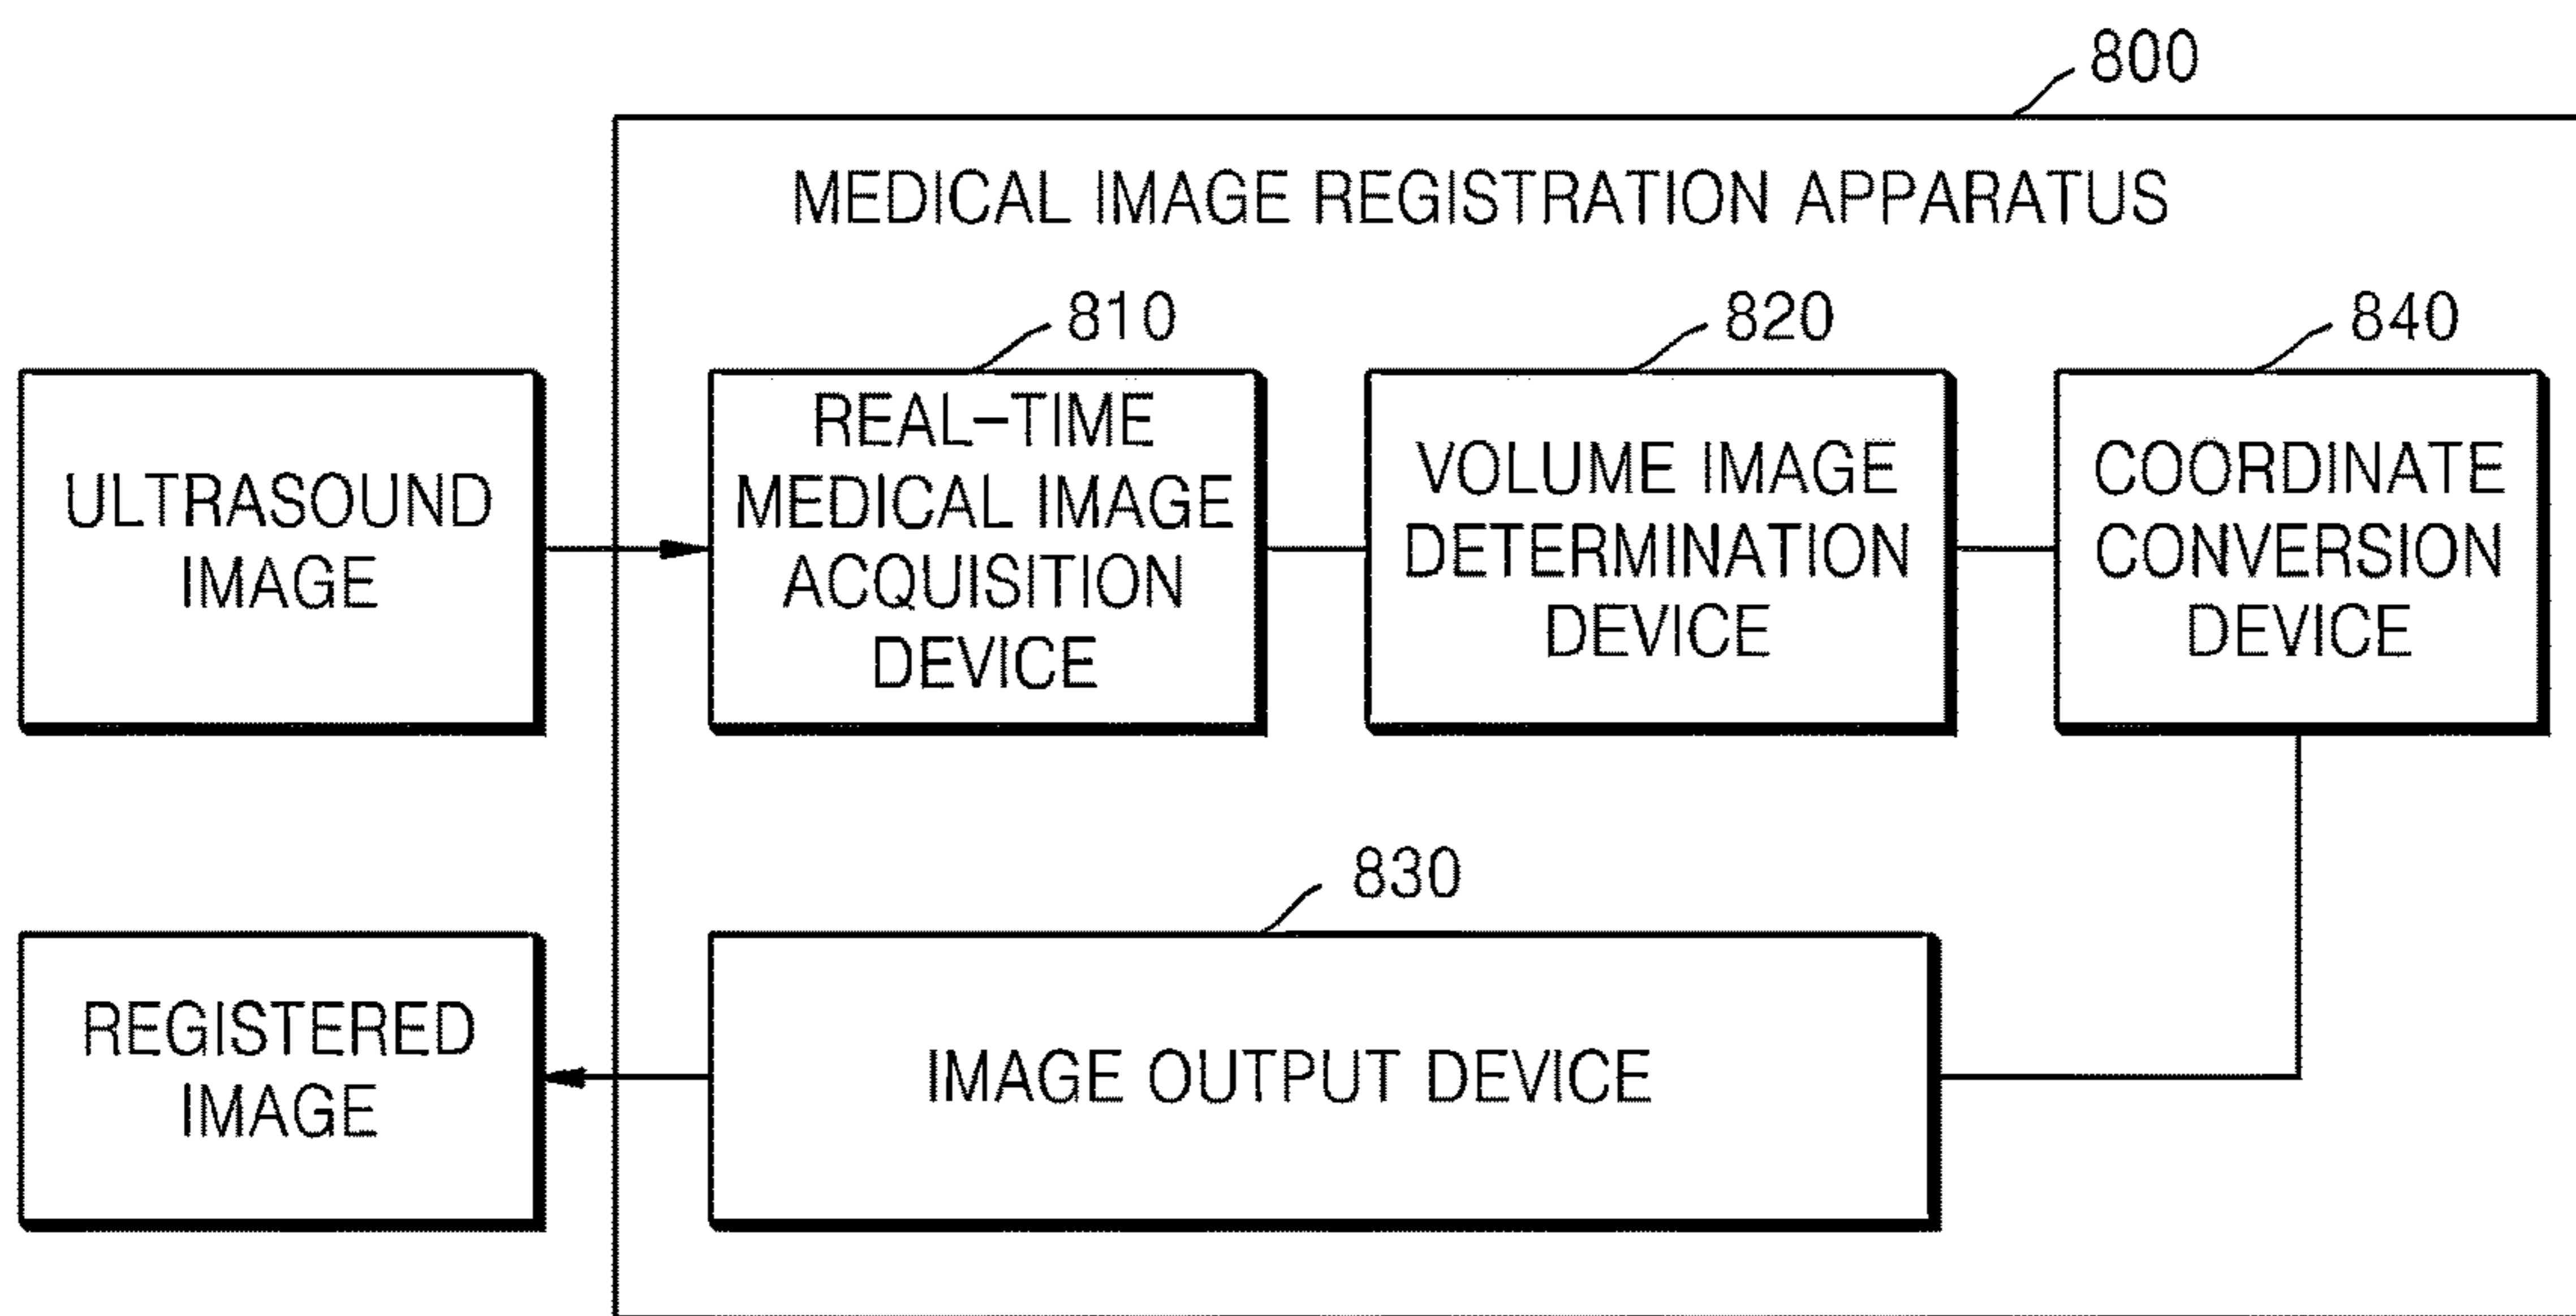 800
MEDICAL IMAGE REGISTRATION APPARATUS
810
820
840
ULTRASOUND
IMAGE
REAL-TIME
MEDICAL IMAGE
ACQUISITION
DEVICE
VOLUME IMAGE
DETERMINATION
DEVICE
COORDINATE
CONVERSION
DEVICE
830
REGISTERED
IMAGE
IMAGE OUTPUT DEVICE